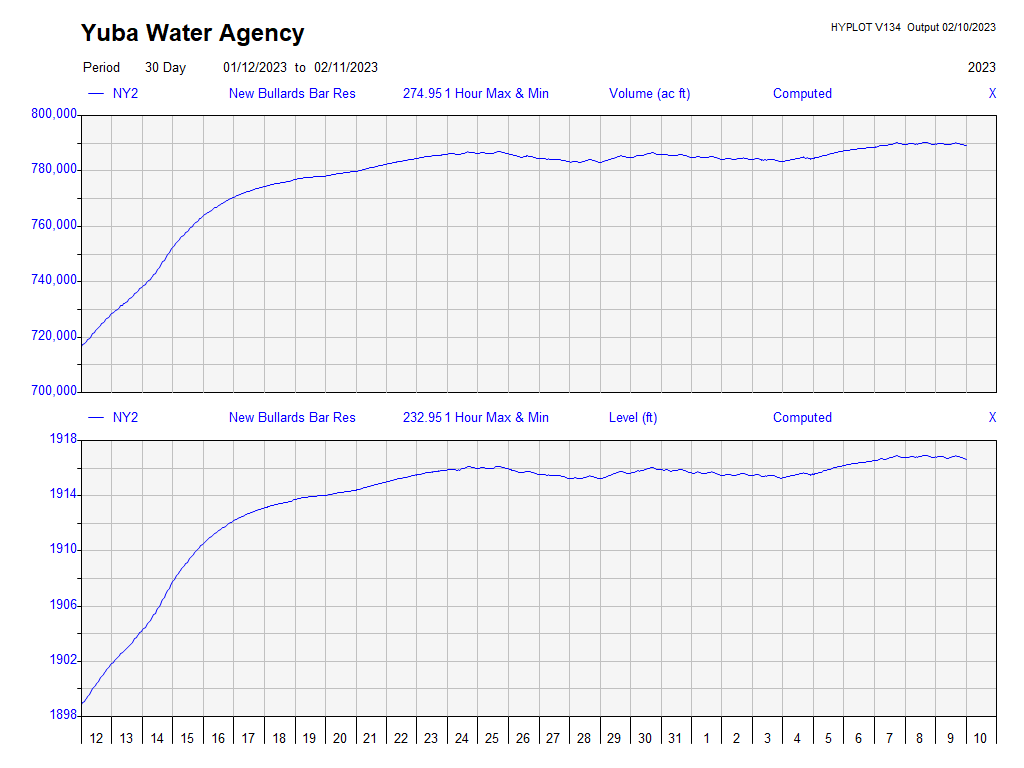 Yuba Water Agency
HYPLOT V134 Output 02/10/2023
Period 30 Day 01/12/2023 to 02/11/2023 2023
NY2 New Bullards Bar Res 274.95 1 Hour Max & Min Volume (ac ft) Computed X
800,000
780,000
760,000
740,000
720,000
700,000
NY2 New Bullards Bar Res 232.95 1 Hour Max & Min Level (ft) Computed X
1918
1914
1910
1906
1902
1898
12 13 14 15 16 17 18 19 20 21 22 23 24 25 26 27 28 29 30 31 1 2 3 4 5 6 7 8 9 10